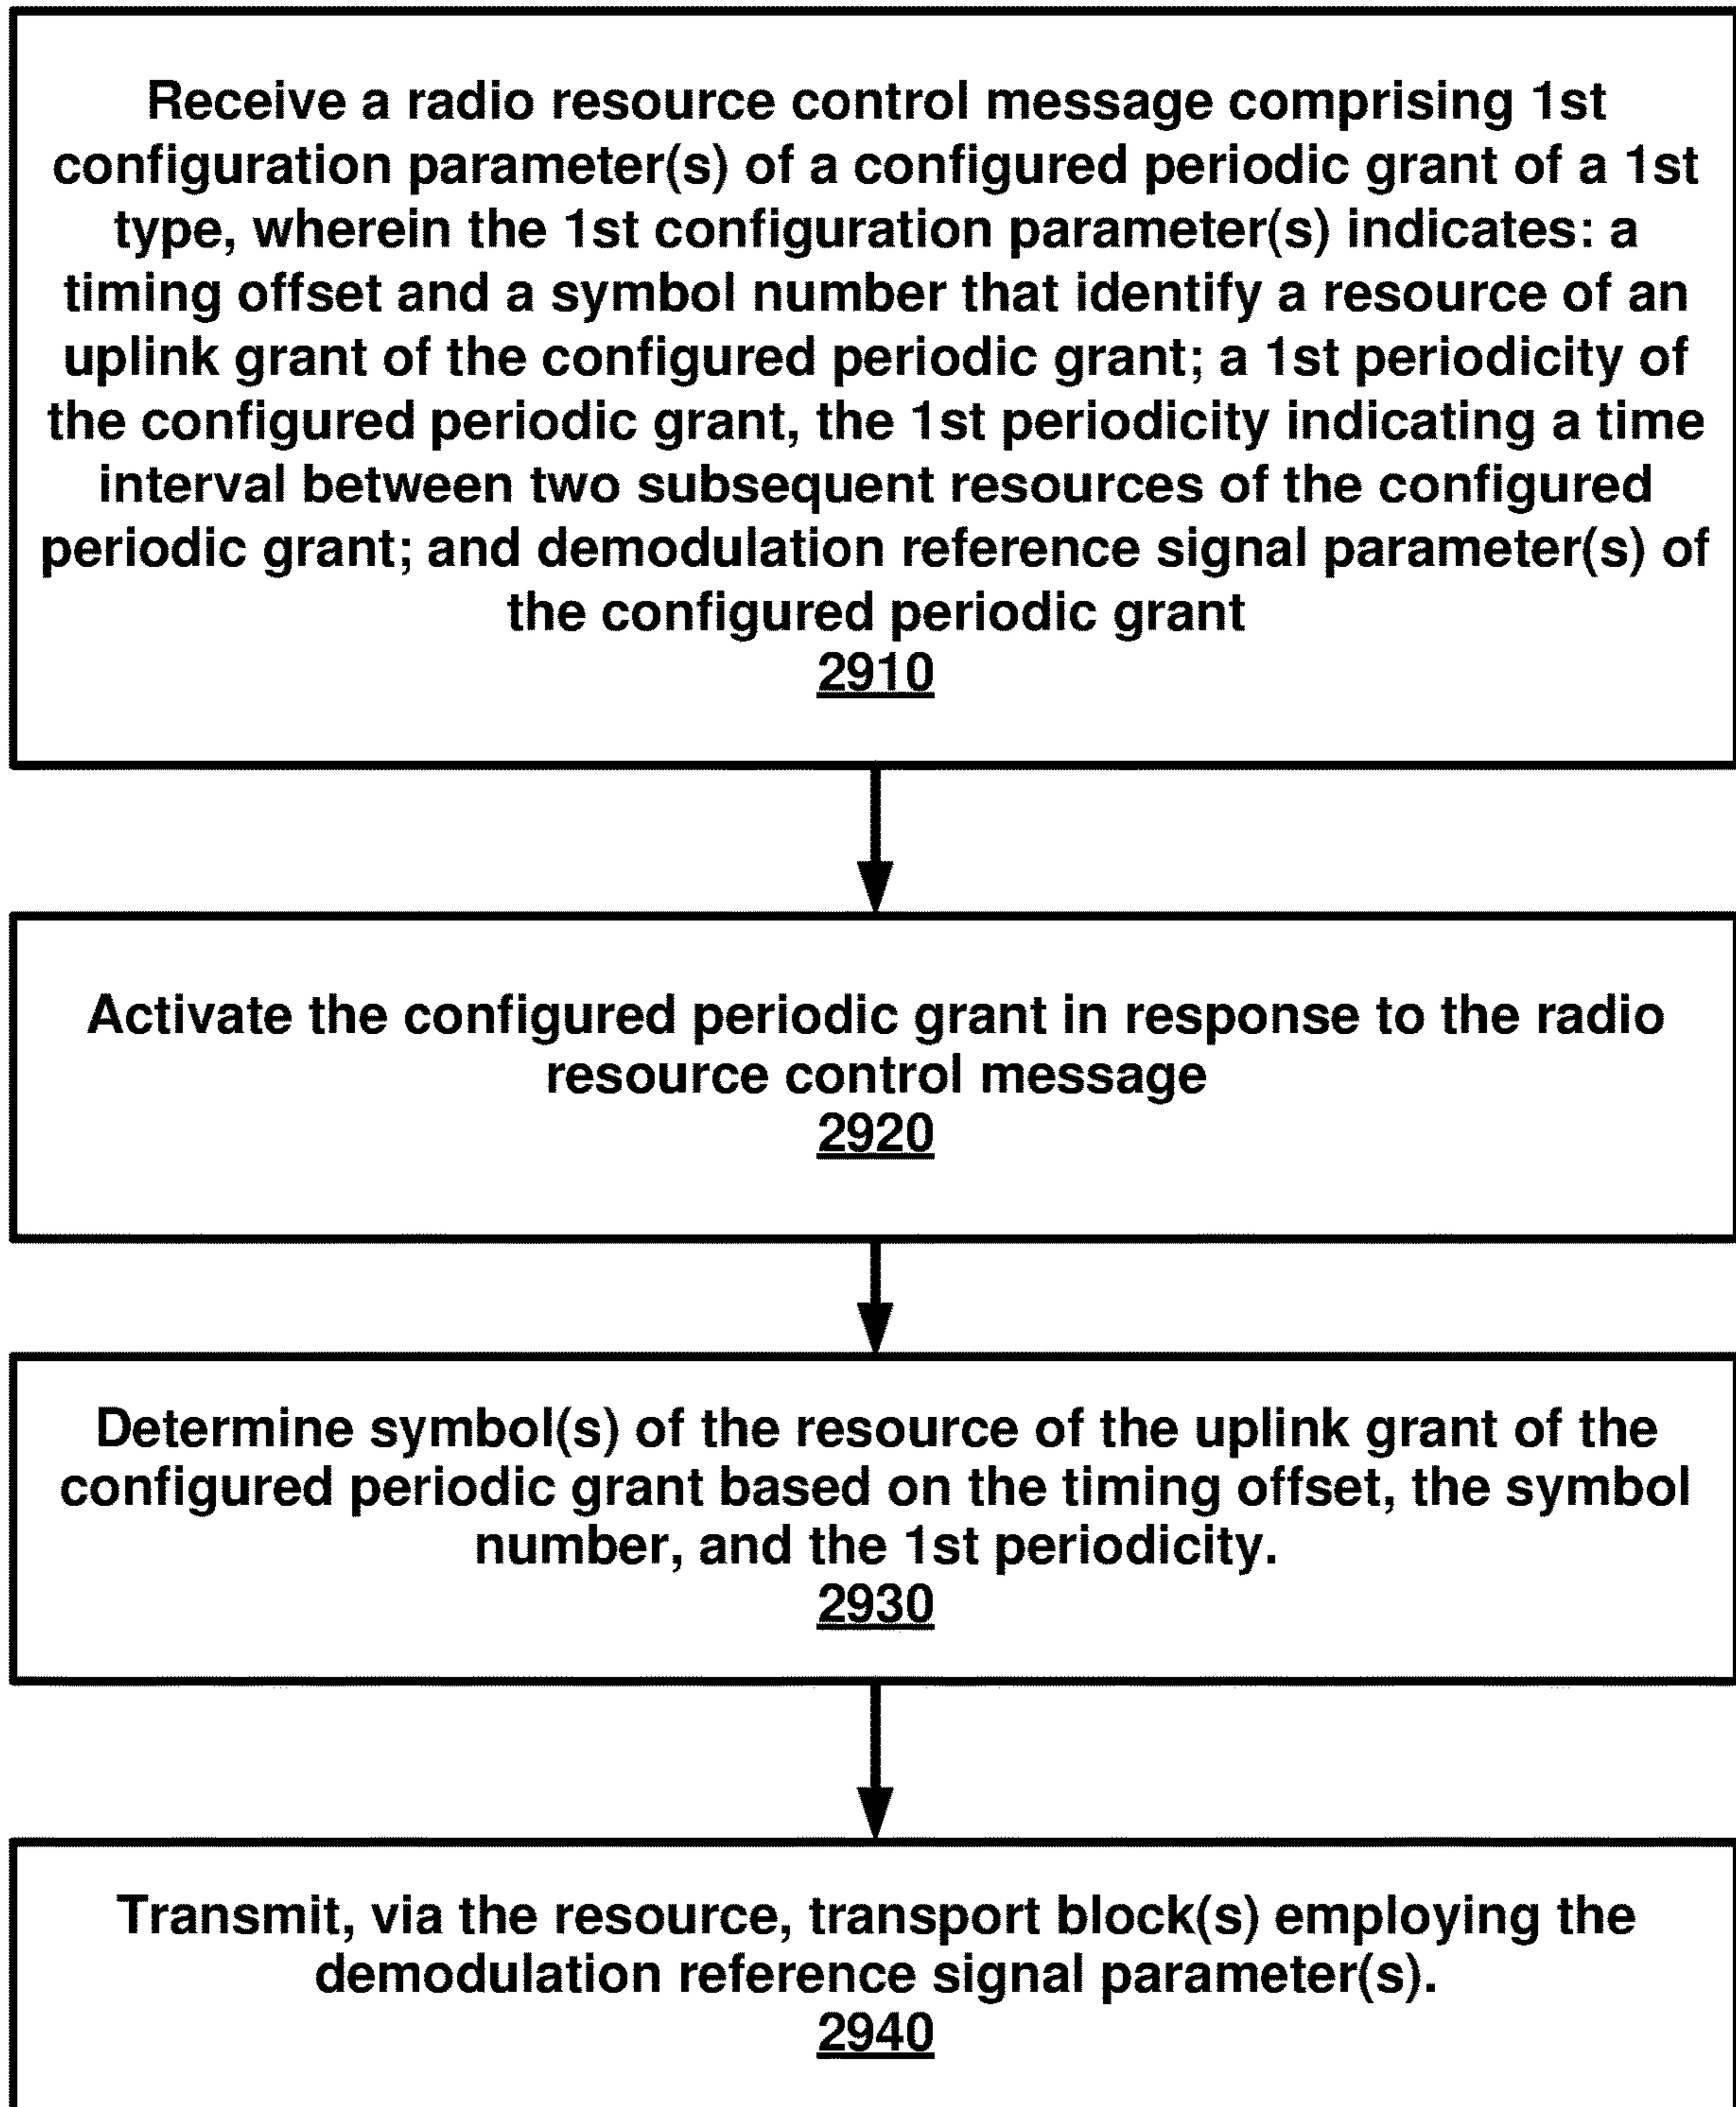 Receive a radio resource control message comprising 1st
configuration parameter(s) of a configured periodic grant of a 1st
type, wherein the 1st configuration parameter(s) indicates: a
timing offset and a symbol number that identify a resource of an
uplink grant of the configured periodic grant; a 1st periodicity of
the configured periodic grant, the 1st periodicity indicating a time
interval between two subsequent resources of the configured
periodic grant; and demodulation reference signal parameter(s) of
the configured periodic grant
2910
Activate the configured periodic grant in response to the radio
resource control message
2920
Determine symbol(s) of the resource of the uplink grant of the
configured periodic grant based on the timing offset, the symbol
number, and the 1st periodicity.
2930
Transmit, via the resource, transport block(s) employing the
demodulation reference signal parameter(s).
2940